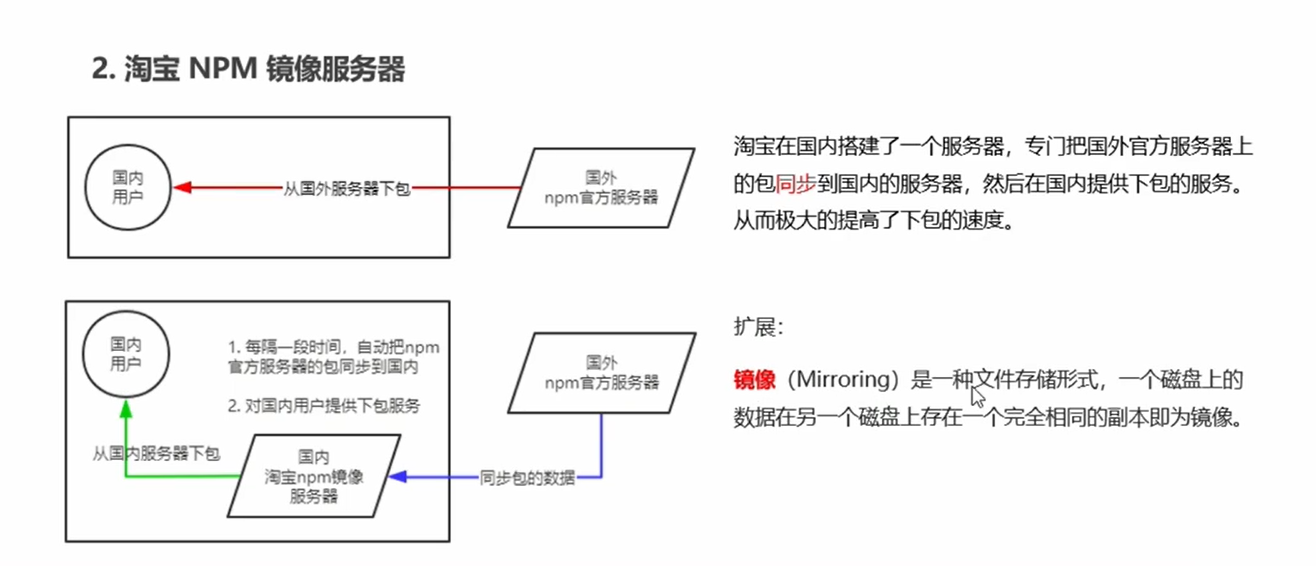 2. 淘宝 NPM 镜像服务器
国内
用户
从国外服务器下包
国外
npm官方服务器
淘宝在国内搭建了一个服务器，专门把国外官方服务器上
的包同步到国内的服务器，然后在国内提供下包的服务。
从而极大的提高了下包的速度。
国内
用户
1. 每隔一段时间，自动把npm
官方服务器的包同步到国内
2. 对国内用户提供下包服务
从国内服务器下包
国内
淘宝npm镜像
服务器
同步包的数据
国外
npm官方服务器
扩展：
镜像（Mirroring）是一种文件存储形式，一个磁盘上的
数据在另一个磁盘上存在一个完全相同的副本即为镜像。